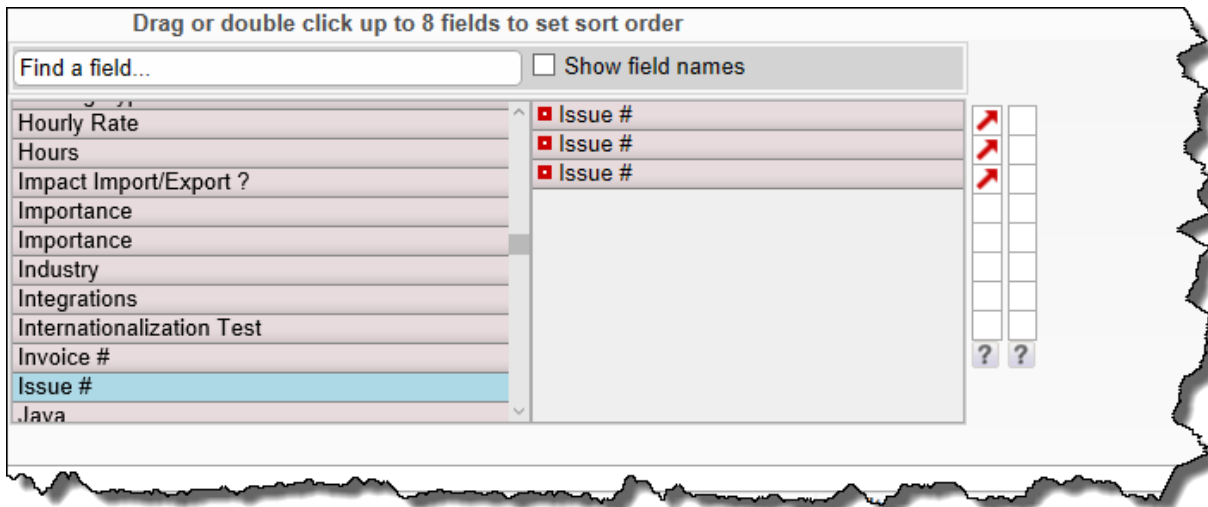 Drag or double click up to 8 fields to set sort order
Find a field...
Show field names
Hourly Rate
Hours
Impact Import/Export ?
Importance
Importance
Industry
Integrations
Internationalization Test
Invoice #
Issue #
Java
Issue #
Issue #
Issue #
? ?